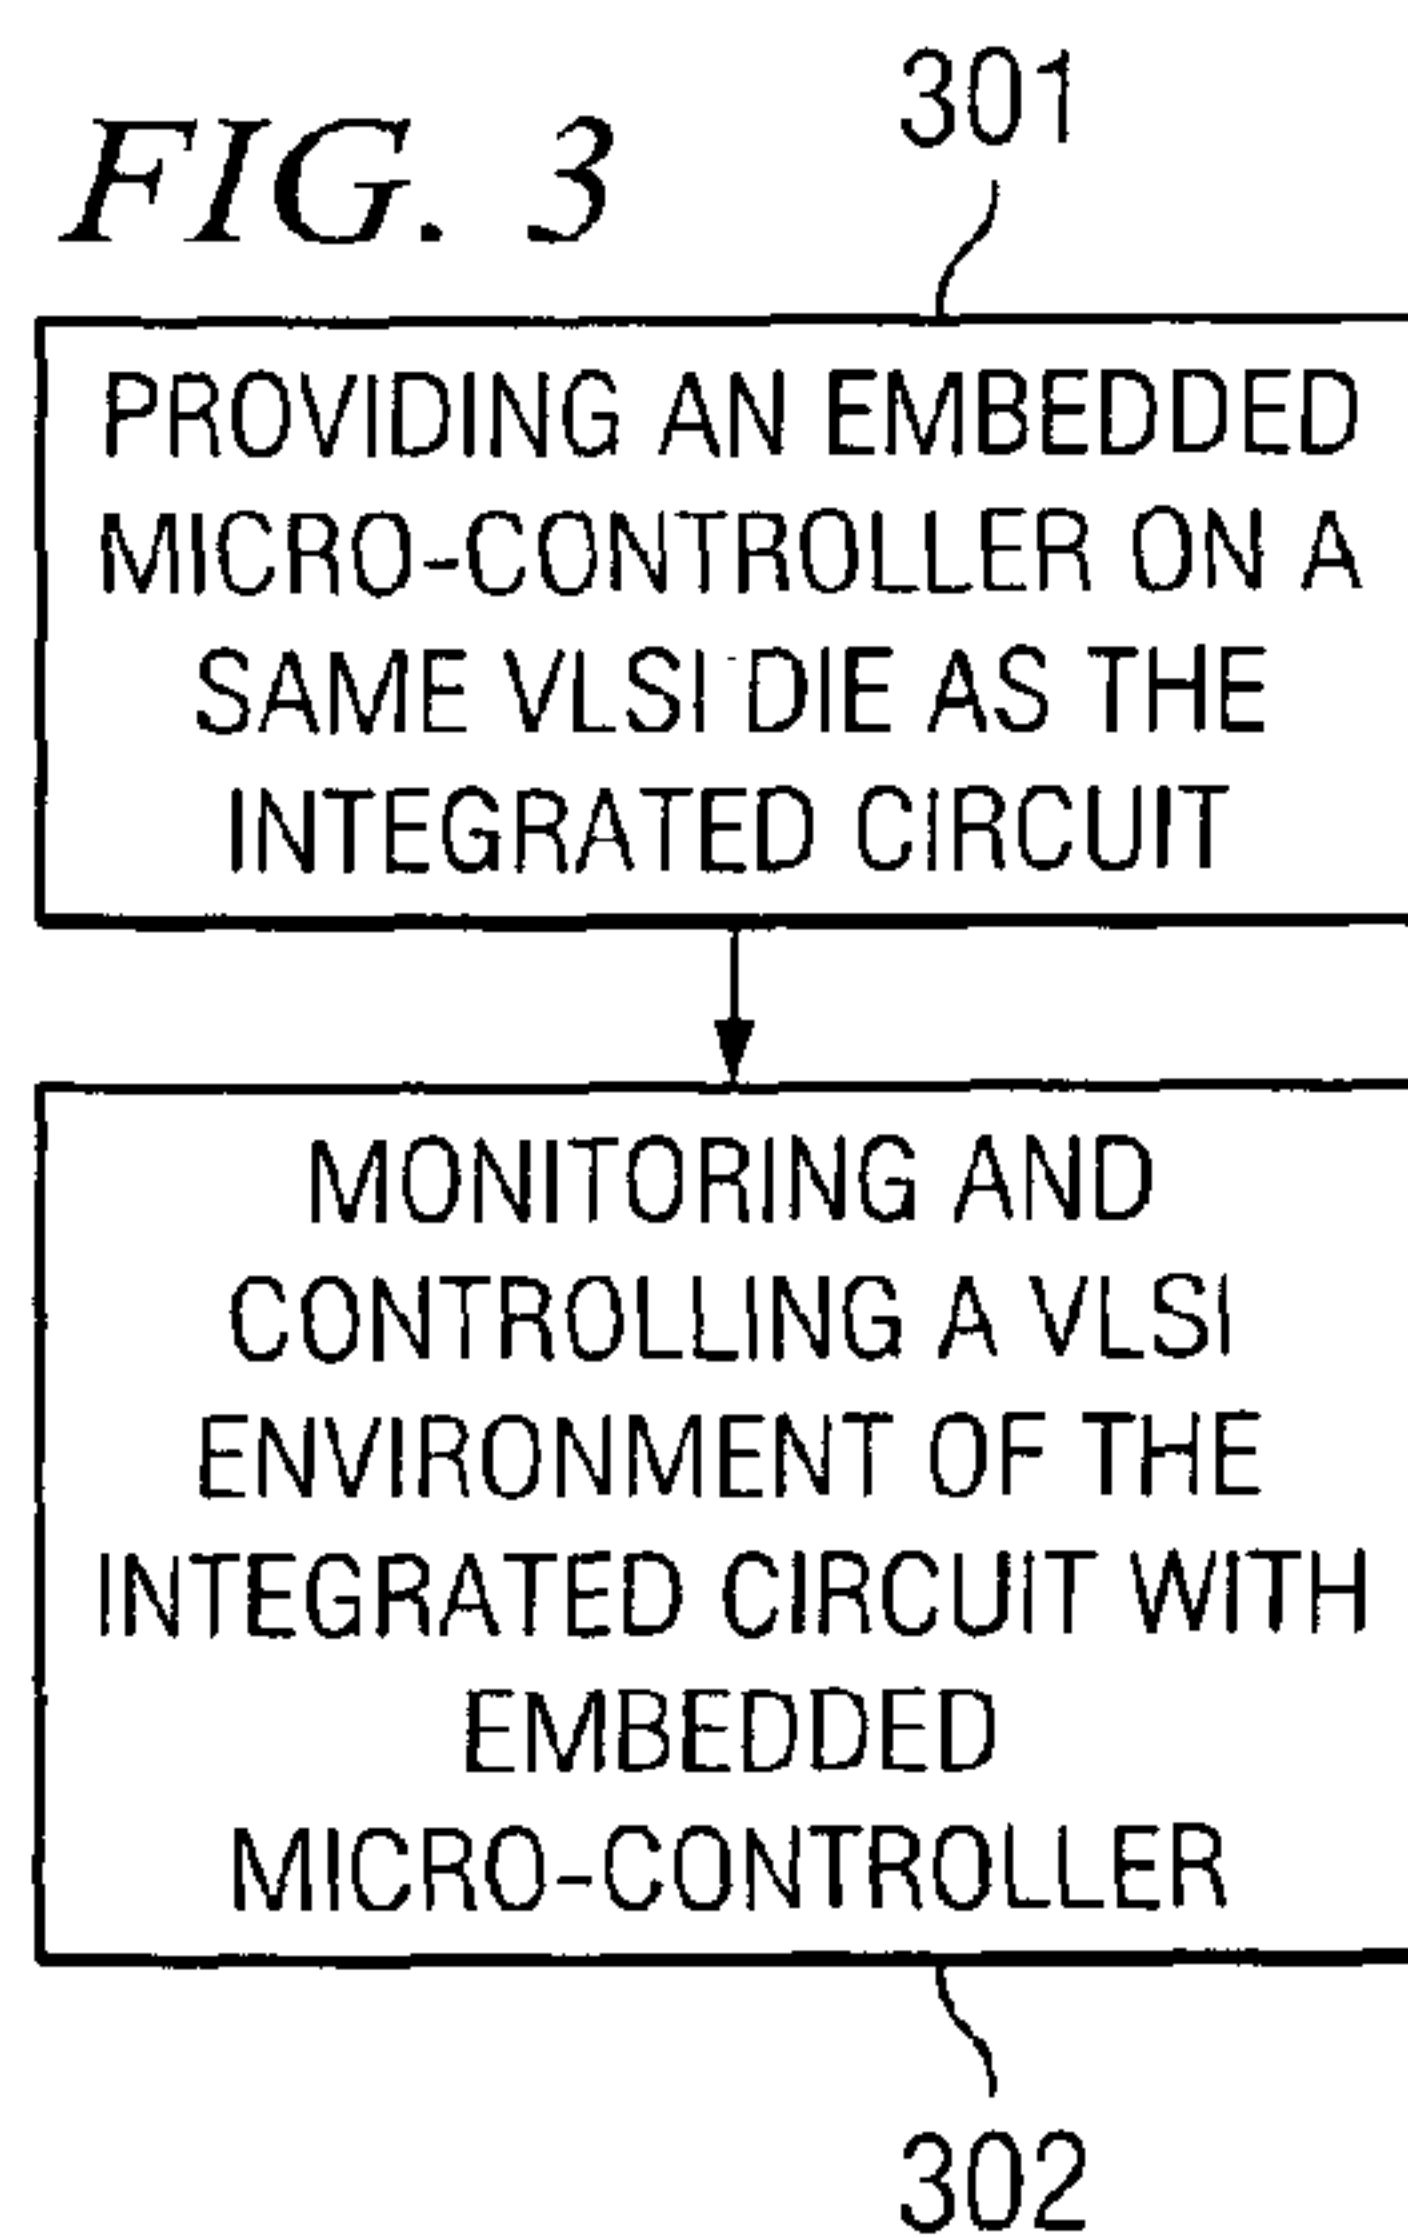 FIG. 3
301
PROVIDING AN EMBEDDED
MICRO-CONTROLLER ON A
SAME VLSI DIE AS THE
INTEGRATED CIRCUIT
MONITORING AND
CONTROLLING A VLSI
ENVIRONMENT OF THE
INTEGRATED CIRCUIT WITH
EMBEDDED
MICRO-CONTROLLER
302